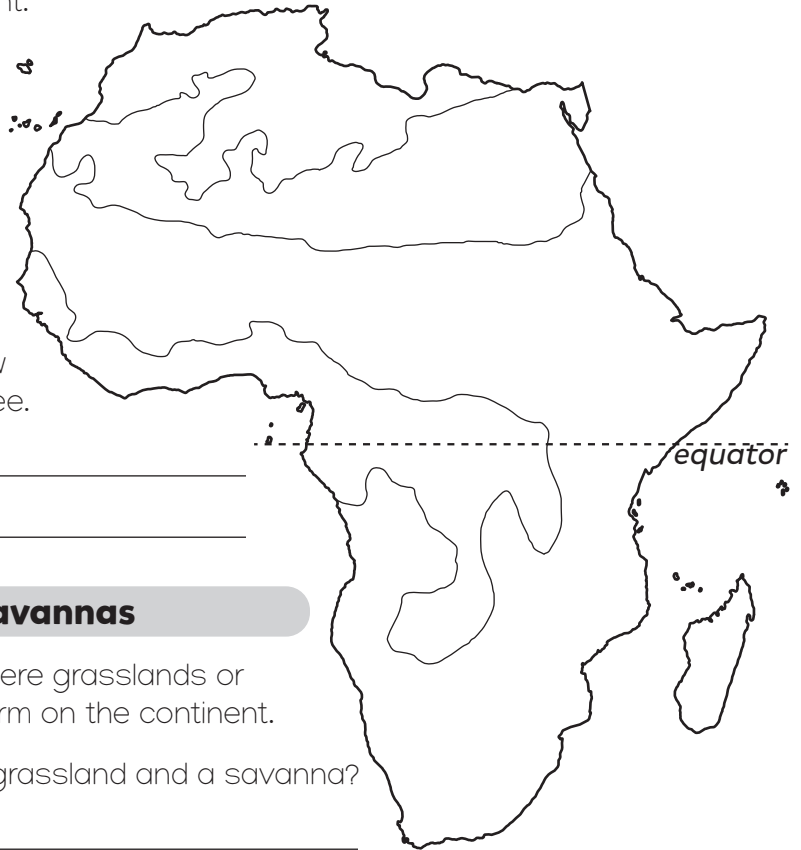 nt.
w
ee.
equator
avannas
ere grasslands or
rm on the continent.
grassland and a savanna?